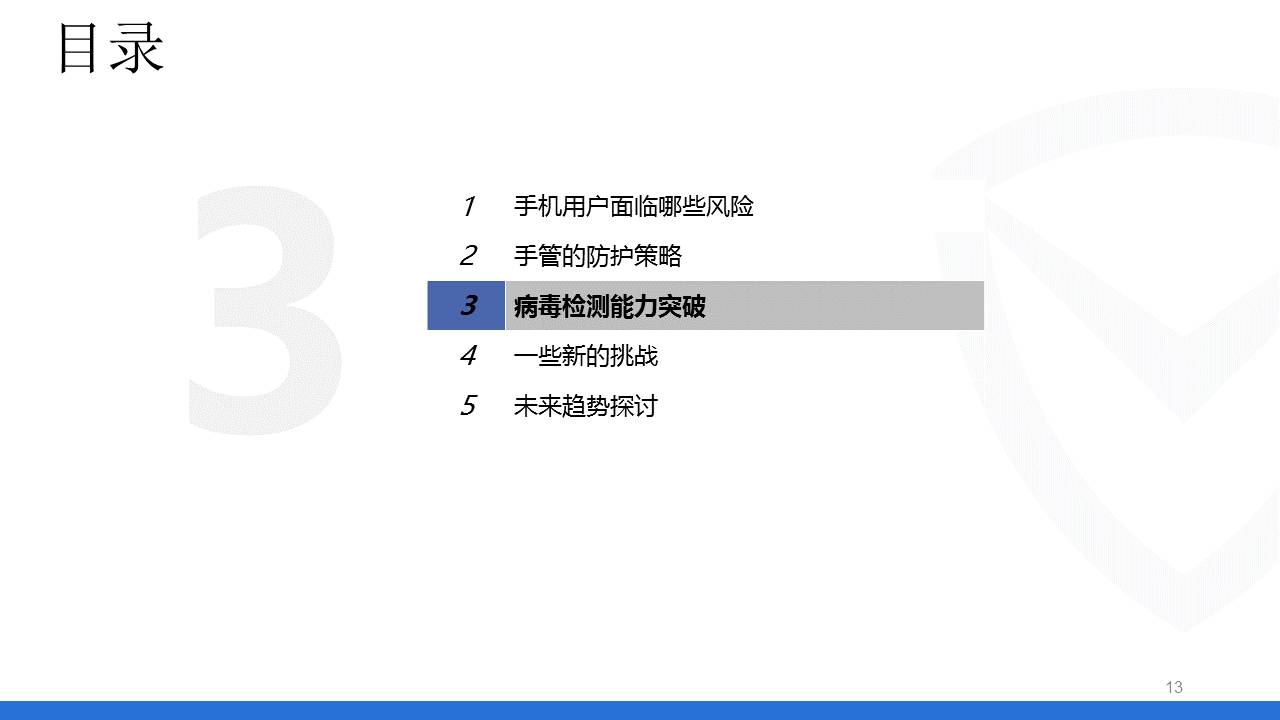 目录
3
1 手机用户面临哪些风险
2 手管的防护策略
3 病毒检测能力突破
4 一些新的挑战
5 未来趋势探讨
13